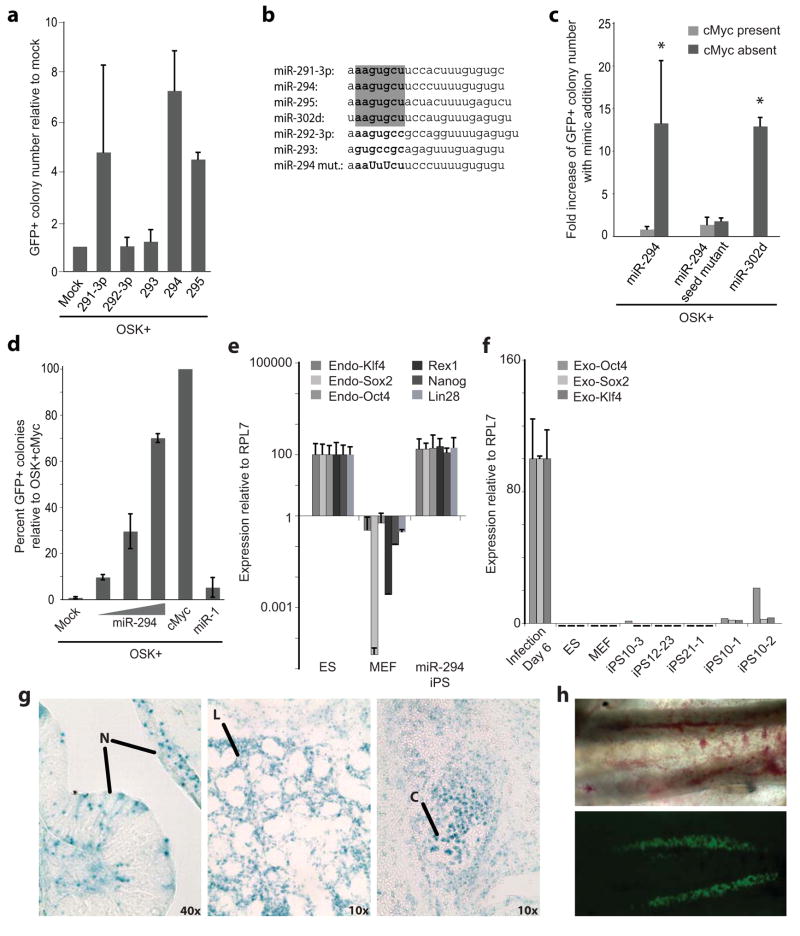 a
GFP+ colony number relative to mock
10
8
6
4
2
0
Mock
291-3p
292-3p
293
294
295
OSK+
b
miR-291-3p: aaagugcuuccacuuugugugc
miR-294: aaagugcuucccuuuugugugu
miR-295: aaagugcuacuacuuuugagucu
miR-302d: uaagugcuuccauguuugagugu
miR-292-3p: aaagugccgccagguuuugagugu
miR-293: agugccgcagaguuuguagugu
miR-294 mut.: aaaUuUcuucccuuuugugugu
c
Fold increase of GFP+ colony number
with mimic addition
25
20
15
10
5
0
cMyc present
cMyc absent
*
*
miR-294
miR-294
seed mutant
miR-302d
OSK+
d
Percent GFP+ colonies
relative to OSK+cMyc
100
80
60
40
20
0
Mock
miR-294
cMyc
miR-1
OSK+
e
Expression relative to RPL7
100000
100
1
0.001
Endo-Klf4
Endo-Sox2
Endo-Oct4
Rex1
Nanog
Lin28
ES
MEF
miR-294
iPS
f
Expression relative to RPL7
160
80
0
Exo-Oct4
Exo-Sox2
Exo-Klf4
Infection
Day 6
ES
MEF
iPS10-3
iPS12-23
iPS21-1
iPS10-1
iPS10-2
g
N
*
40x
L
10x
C
10x
h